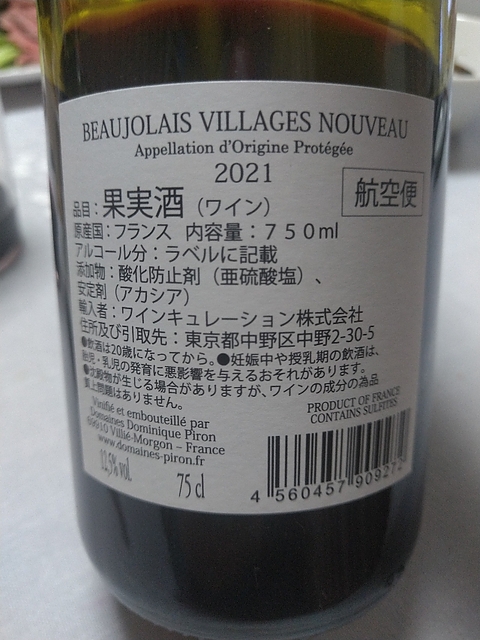 BEAUJOLAIS VILLAGES NOUVEAU
Appellation d'Origine Protégée
2021
航空便
品目：果実酒（ワイン）
原産国：フランス 内容量：７５０ml
アルコール分：ラベルに記載
添加物：酸化防止剤（亜硫酸塩）、
安定剤（アカシア）
輸入者：ワインキュレーション株式会社
住所及び引取先：東京都中野区中野2-30-5
●飲酒は20歳になってから。●妊娠中や授乳期の飲酒は、
胎児・乳児の発育に悪影響を与えるおそれがあります。
●沈殿物が生じる場合がありますが、ワインの成分の為品
質上問題はありません。
Vinifié et embouteillé par
Domaines Dominique Piron
69910 Villié-Morgon – France
www.domaines-piron.fr
PRODUCT OF FRANCE
CONTAINS SULFITES
12,5% vol
75 cl
4 560457 909272